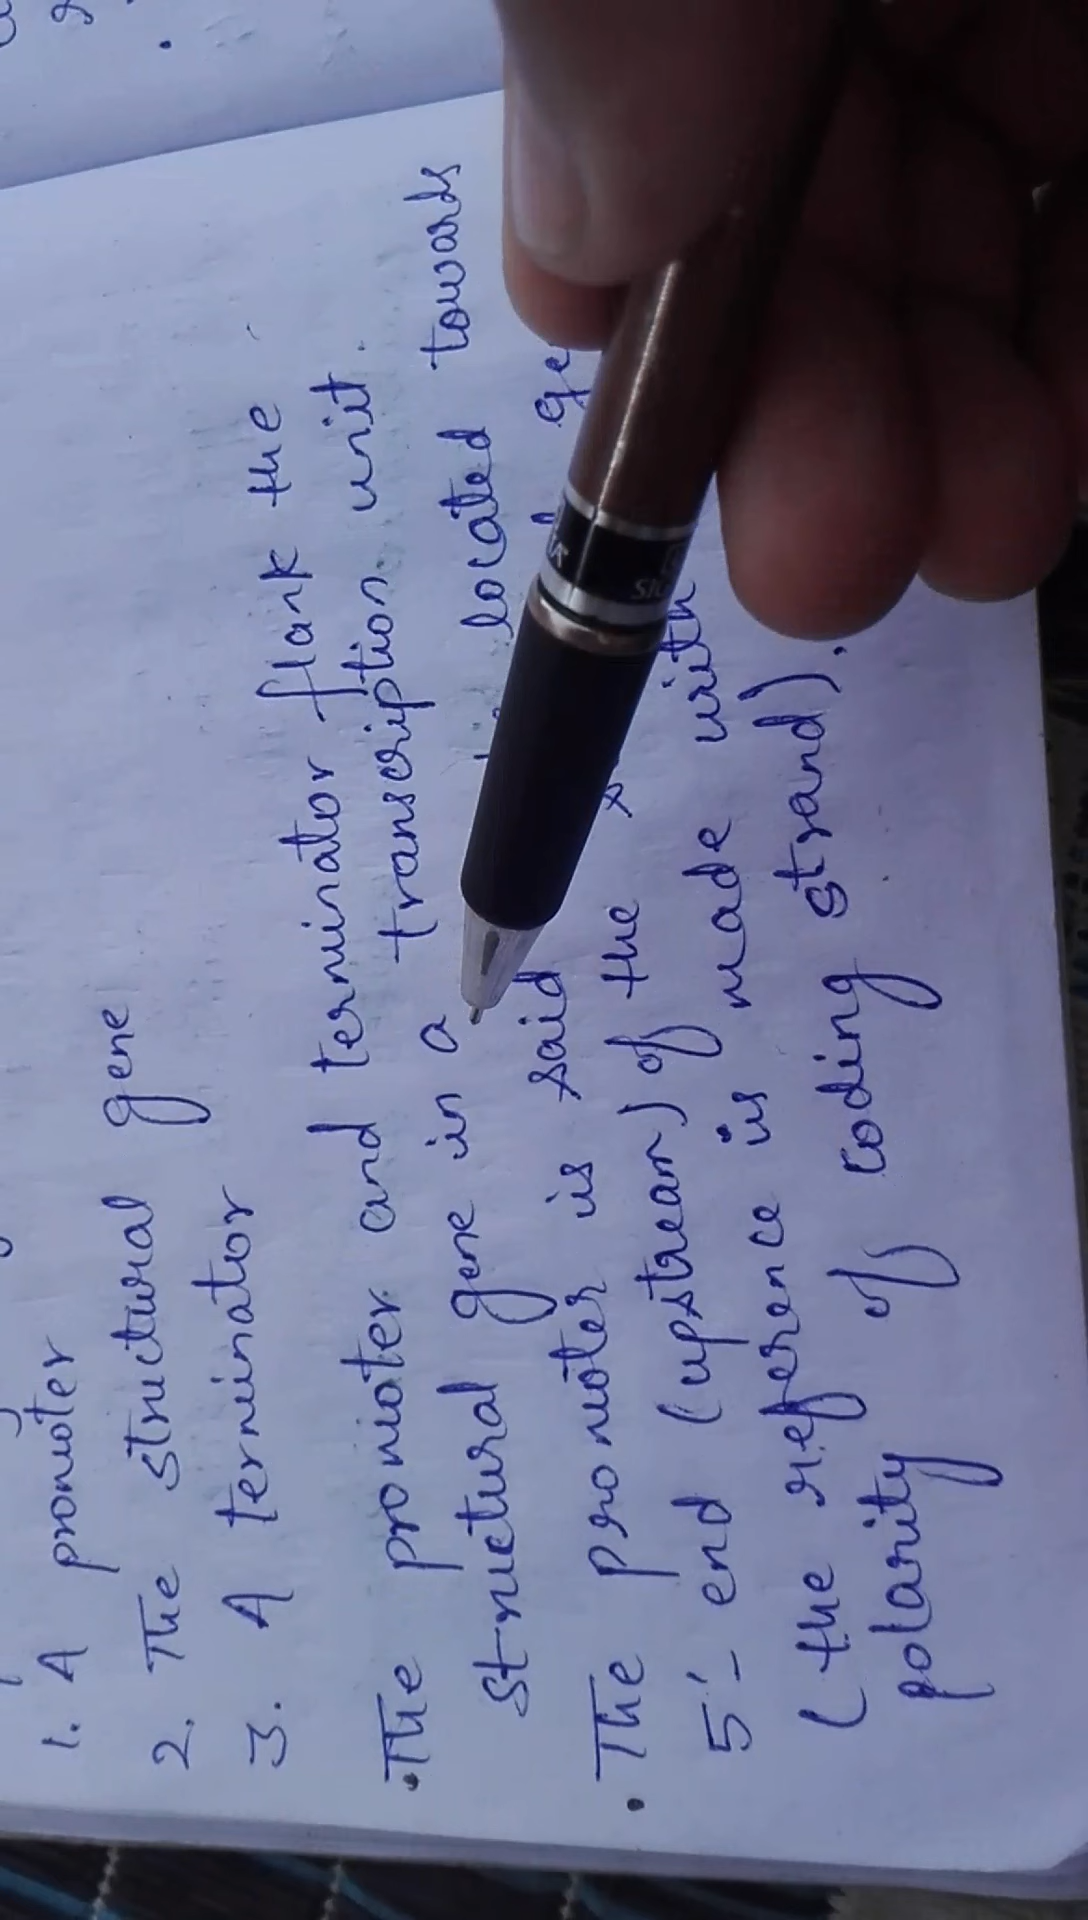 1. A promoter
2. The structural gene
3. A terminator
• The promoter and terminator flank the
structural gene in a transcription unit.
• The promoter is said located towards
5'- end (upstream) of the ge
(the reference is made with
polarity of coding strand).